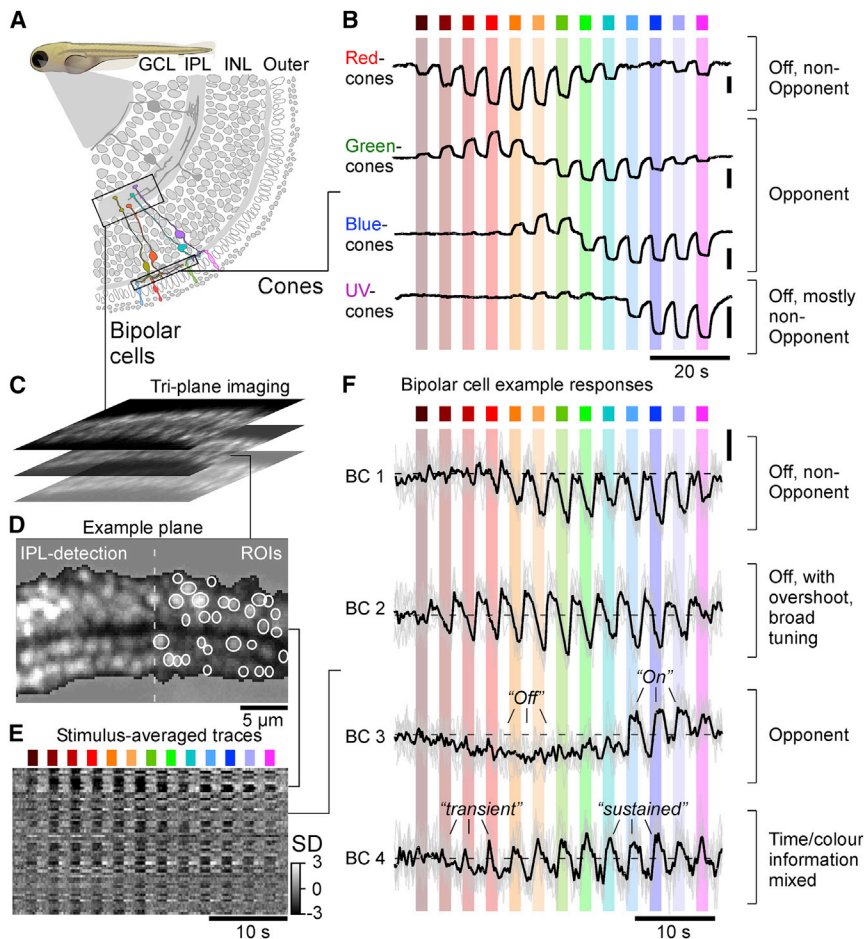 A
GCL IPL INL Outer
Cones
Bipolar
cells
B
Red-
cones
Green-
cones
Blue-
cones
UV-
cones
Off, non-
Opponent
Opponent
Off, mostly
non-
Opponent
20 s
C
Tri-plane imaging
D
Example plane
IPL-detection
ROIs
5 µm
E
Stimulus-averaged traces
SD
3
0
-3
10 s
F
Bipolar cell example responses
BC 1
Off, non-
Opponent
BC 2
Off, with
overshoot,
broad
tuning
"Off"
"On"
BC 3
Opponent
"transient"
"sustained"
BC 4
Time/colour
information
mixed
10 s